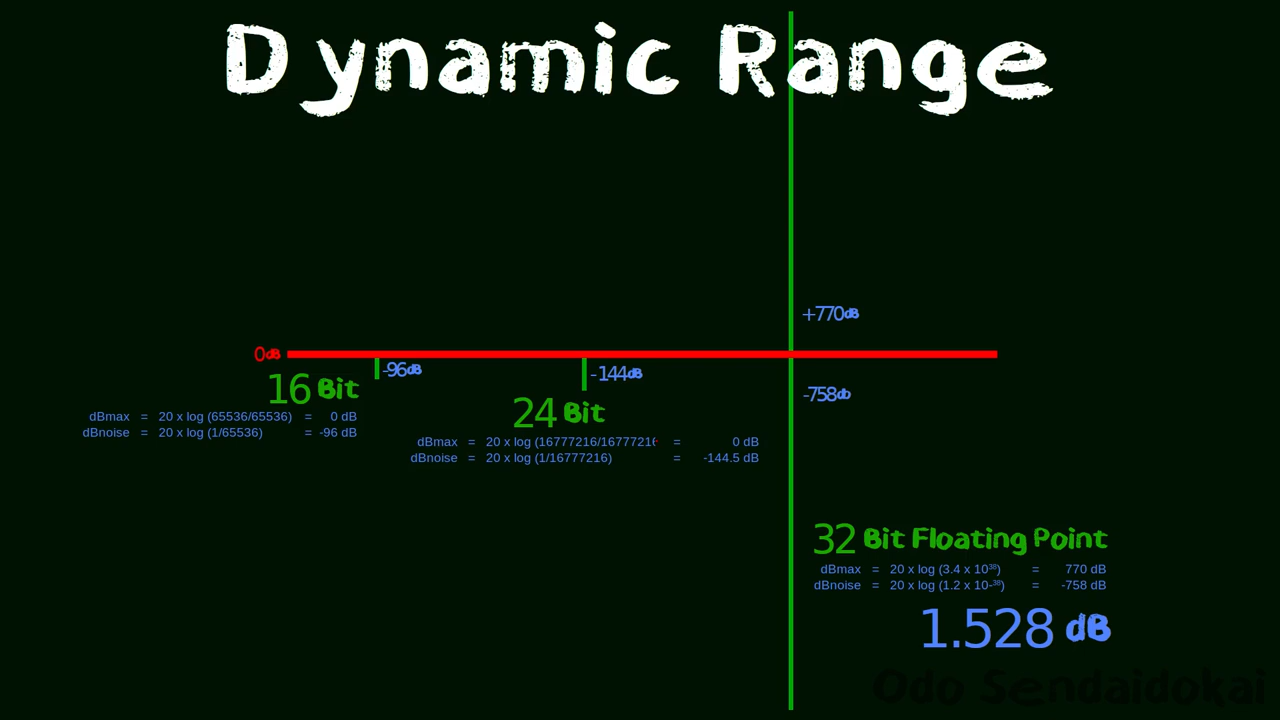 Dynamic Range
+770dB
0dB
-96dB
-144dB
-758db
16 Bit
dBmax = 20 x log (65536/65536) = 0 dB
dBnoise = 20 x log (1/65536) = -96 dB
24 Bit
dBmax = 20 x log (16777216/16777216 = 0 dB
dBnoise = 20 x log (1/16777216) = -144.5 dB
32 Bit Floating Point
dBmax = 20 x log (3.4 x 10³⁸) = 770 dB
dBnoise = 20 x log (1.2 x 10-³⁸) = -758 dB
1.528 dB
Odo Sendaidokai